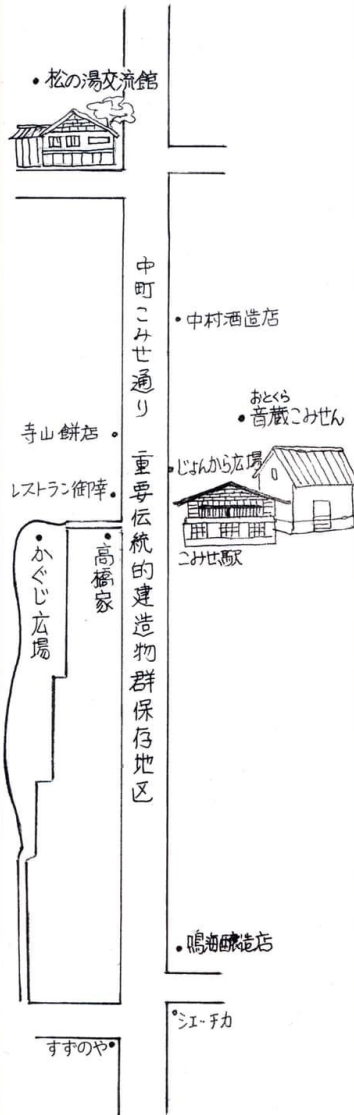 ・松の湯交流館
中町こみせ通り 重要伝統的建造物群保存地区
・中村酒造店
おとくら
・音蔵こみせん
寺山餅店・
・じょんから広場
レストラン御幸・
こみせ駅
・高橋家
・かぐじ広場
・鳴海醸造店
・シェ・チカ
すずのや・